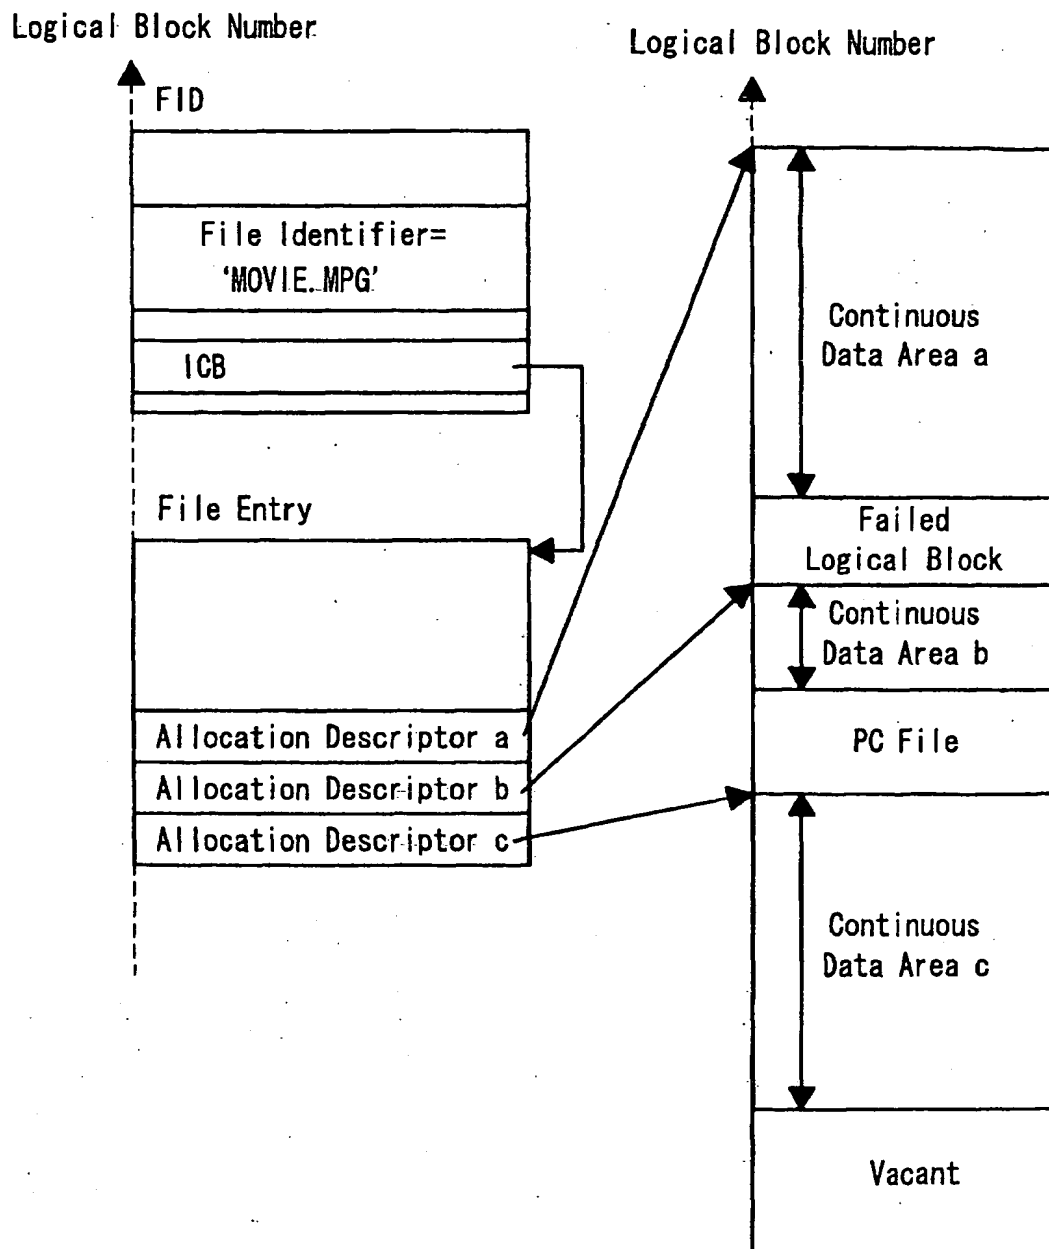 Logical Block Number
FID
File Identifier=
'MOVIE.MPG'
ICB
File Entry
Allocation Descriptor a
Allocation Descriptor b
Allocation Descriptor c
Logical Block Number
Continuous
Data Area a
Failed
Logical Block
Continuous
Data Area b
PC File
Continuous
Data Area c
Vacant